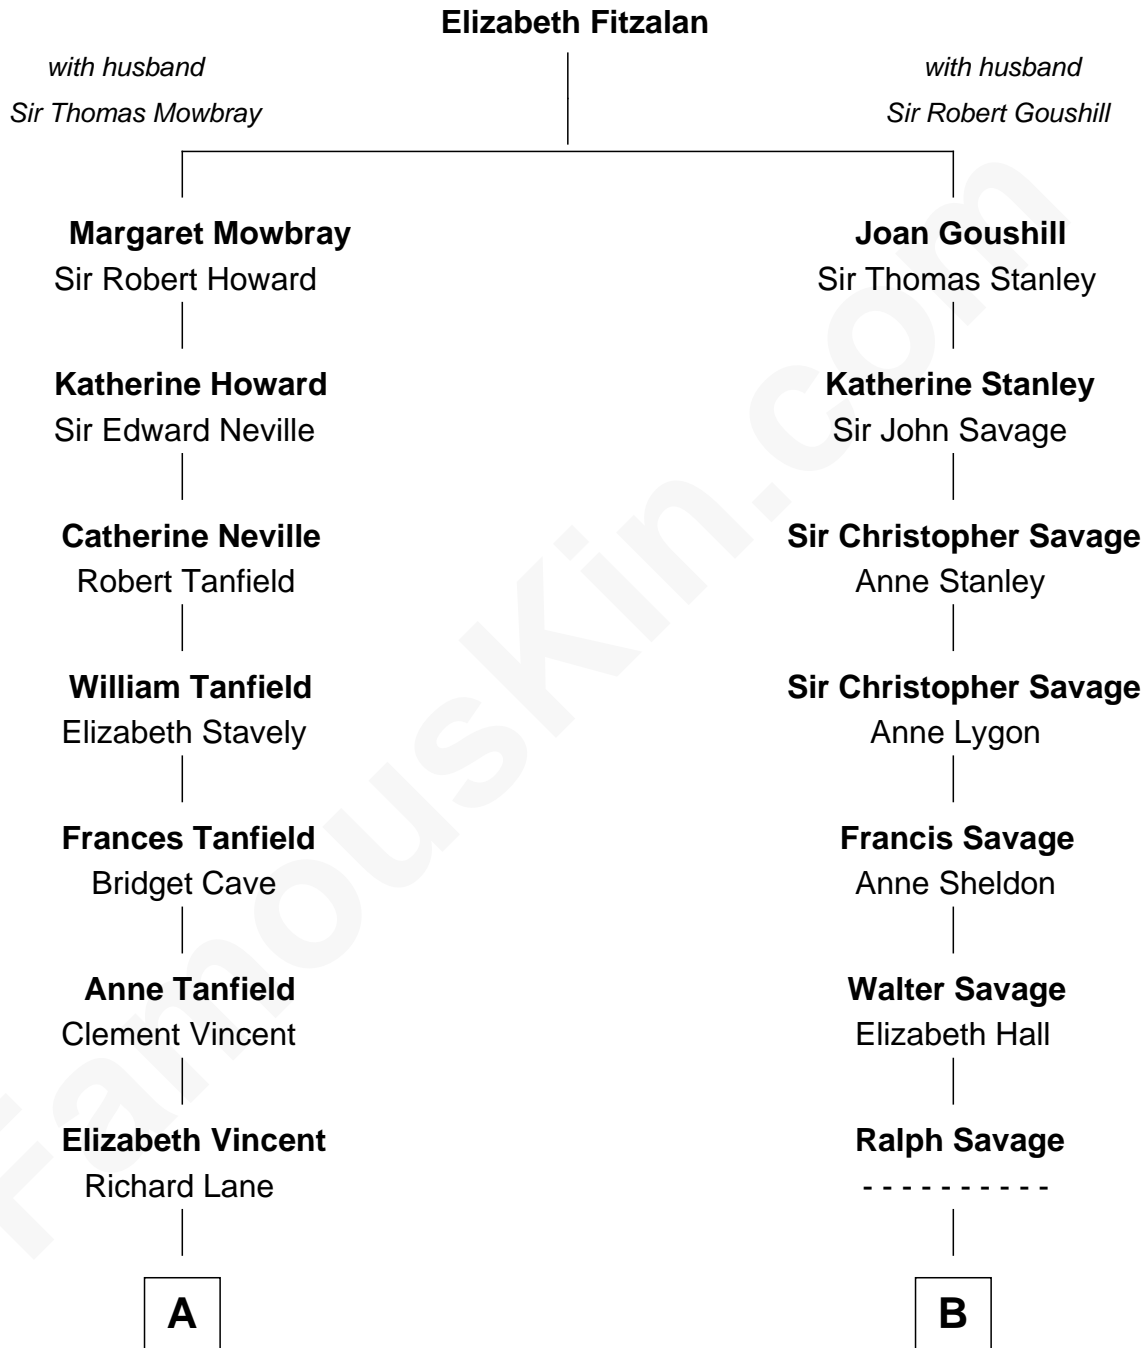 Elizabeth Fitzalan
with husband
Sir Thomas Mowbray
with husband
Sir Robert Goushill
Margaret Mowbray
Sir Robert Howard
Joan Goushill
Sir Thomas Stanley
Katherine Howard
Sir Edward Neville
Katherine Stanley
Sir John Savage
Catherine Neville
Robert Tanfield
Sir Christopher Savage
Anne Stanley
William Tanfield
Elizabeth Stavely
Sir Christopher Savage
Anne Lygon
Frances Tanfield
Bridget Cave
Francis Savage
Anne Sheldon
Anne Tanfield
Clement Vincent
Walter Savage
Elizabeth Hall
Elizabeth Vincent
Richard Lane
Ralph Savage
- - - - - - - - - -
A
B
FamousKin.com